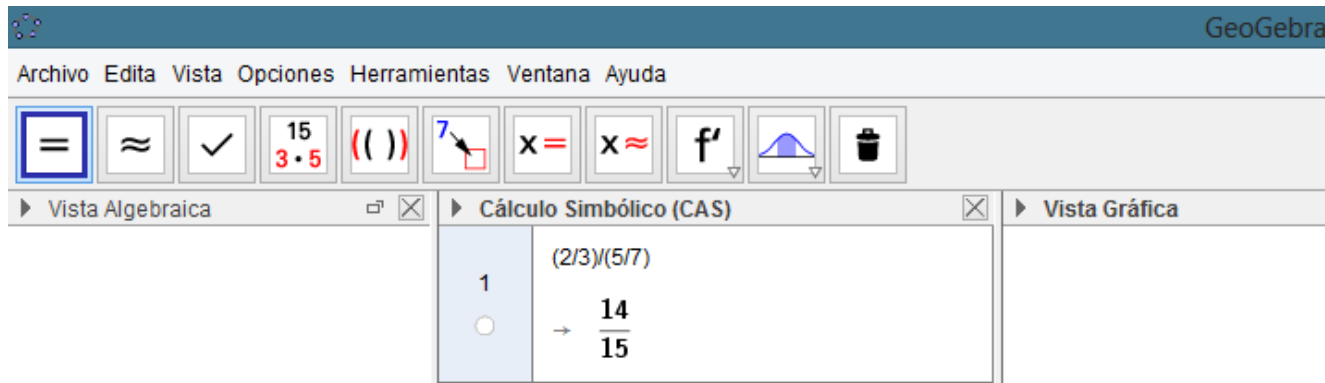 GeoGebra
Archivo Edita Vista Opciones Herramientas Ventana Ayuda
= ≈ ✓ 15 3·5 (( )) 7 x= x≈ f′
Vista Algebraica
Cálculo Simbólico (CAS)
Vista Gráfica
1
(2/3)/(5/7)
→ 14/15